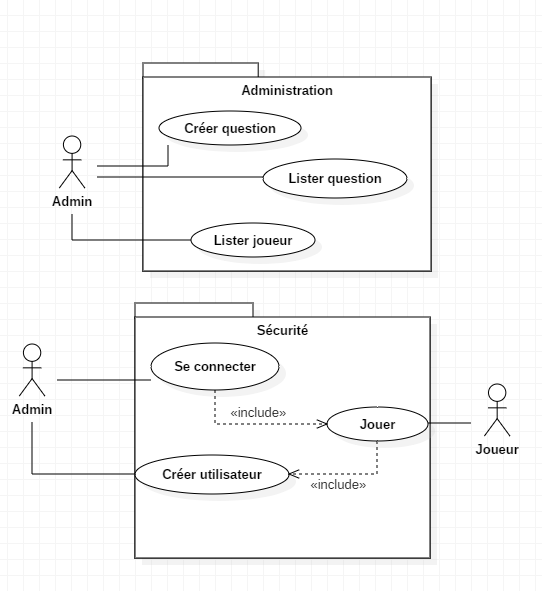 Administration
Créer question
Lister question
Admin
Lister joueur
Sécurité
Se connecter
Admin
«include»
Jouer
Joueur
Créer utilisateur
«include»